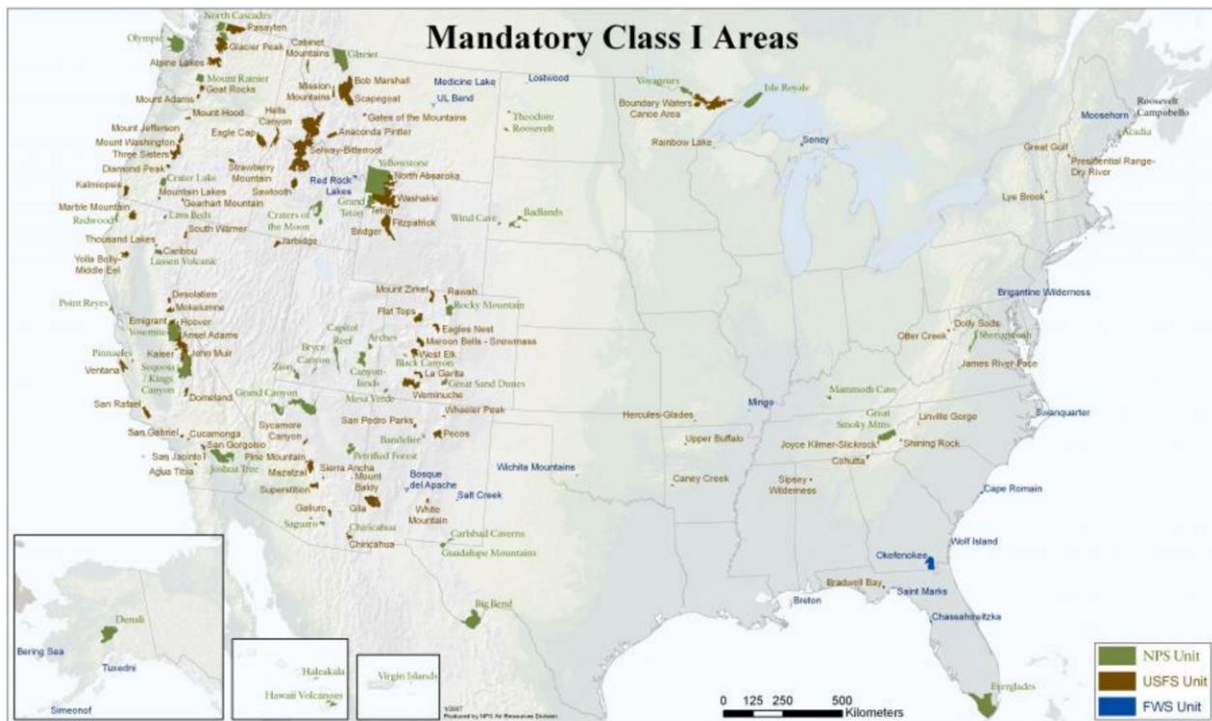 Mandatory Class I Areas
North Cascades
Pasayten
Olympic
Glacier Peak
Alpine Lakes
Cabinet
Mountains
Glacier
Mount Rainier
Goat Rocks
Mission
Mountains
Bob Marshall
Scapegoat
Medicine Lake
UL Bend
Lostwood
Mount Adams
Mount Hood
Hells
Canyon
Eagle Cap
Gates of the Mountains
Anaconda Pintler
Theodore
Roosevelt
Voyageurs
Isle Royale
Boundary Waters
Canoe Area
Rainbow Lake
Seney
Moosehorn
Roosevelt
Campobello
Acadia
Great Gulf
Presidential Range-
Dry River
Lye Brook
Mount Jefferson
Mount Washington
Three Sisters
Diamond Peak
Selway-Bitterroot
Strawberry
Mountain
Sawtooth
Red Rock
Lakes
Yellowstone
North Absaroka
Washakie
Grand
Teton
Teton
Fitzpatrick
Bridger
Kalmiopsis
Crater Lake
Mountain Lakes
Gearhart Mountain
Marble Mountain
Redwood
Lava Beds
South Warner
Craters of
the Moon
Jarbidge
Wind Cave
Badlands
Thousand Lakes
Caribou
Lassen Volcanic
Yolla Bolly-
Middle Eel
Desolation
Mokelumne
Point Reyes
Emigrant
Hoover
Yosemite
Ansel Adams
Kaiser
John Muir
Pinnacles
Ventana
Sequoia
/ Kings
Canyon
Domeland
San Rafael
Mount Zirkel
Rawah
Rocky Mountain
Flat Tops
Eagles Nest
Maroon Bells - Snowmass
West Elk
Black Canyon
La Garita
Great Sand Dunes
Weminuche
Capitol
Reef
Arches
Bryce
Canyon
Zion
Canyon-
lands
Mesa Verde
Grand Canyon
Wheeler Peak
San Pedro Parks
Pecos
Bandelier
Sycamore
Canyon
Petrified Forest
San Gabriel
Cucamonga
San Gorgonio
San Jacinto
Agua Tibia
Joshua Tree
Pine Mountain
Mazatzal
Sierra Ancha
Mount
Baldy
Superstition
Bosque
del Apache
Salt Creek
White
Mountain
Galiuro
Gila
Saguaro
Chiricahua
Chiricahua
Carlsbad Caverns
Guadalupe Mountains
Wichita Mountains
Big Bend
Brigantine Wilderness
Dolly Sods
Otter Creek
Shenandoah
James River Face
Mammoth Cave
Mingo
Hercules-Glades
Upper Buffalo
Caney Creek
Great
Smoky Mtns
Linville Gorge
Swanquarter
Joyce Kilmer-Slickrock
Shining Rock
Cohutta
Sipsey
Wilderness
Cape Romain
Wolf Island
Okefenokee
Bradwell Bay
Saint Marks
Breton
Chassahowitzka
Everglades
Denali
Bering Sea
Tuxedni
Simeonof
Haleakala
Hawaii Volcanoes
Virgin Islands
1/2007
Produced by NPS Air Resources Division
0 125 250 500
Kilometers
NPS Unit
USFS Unit
FWS Unit